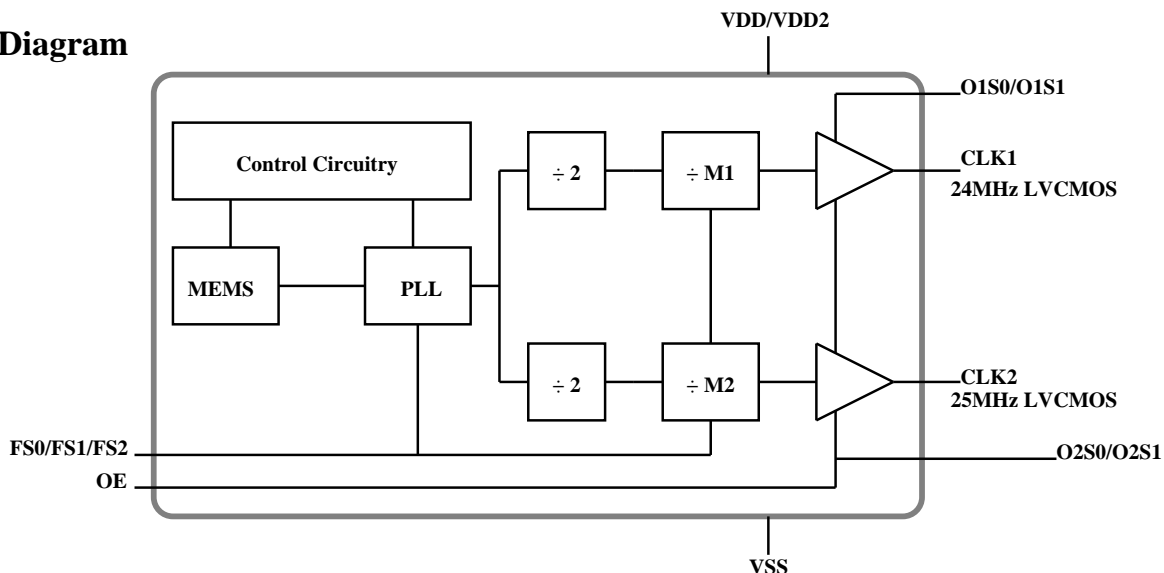 VDD/VDD2
Diagram
O1S0/O1S1
Control Circuitry
÷ 2
÷ M1
CLK1
24MHz LVCMOS
MEMS
PLL
÷ 2
÷ M2
CLK2
25MHz LVCMOS
FS0/FS1/FS2
O2S0/O2S1
OE
VSS